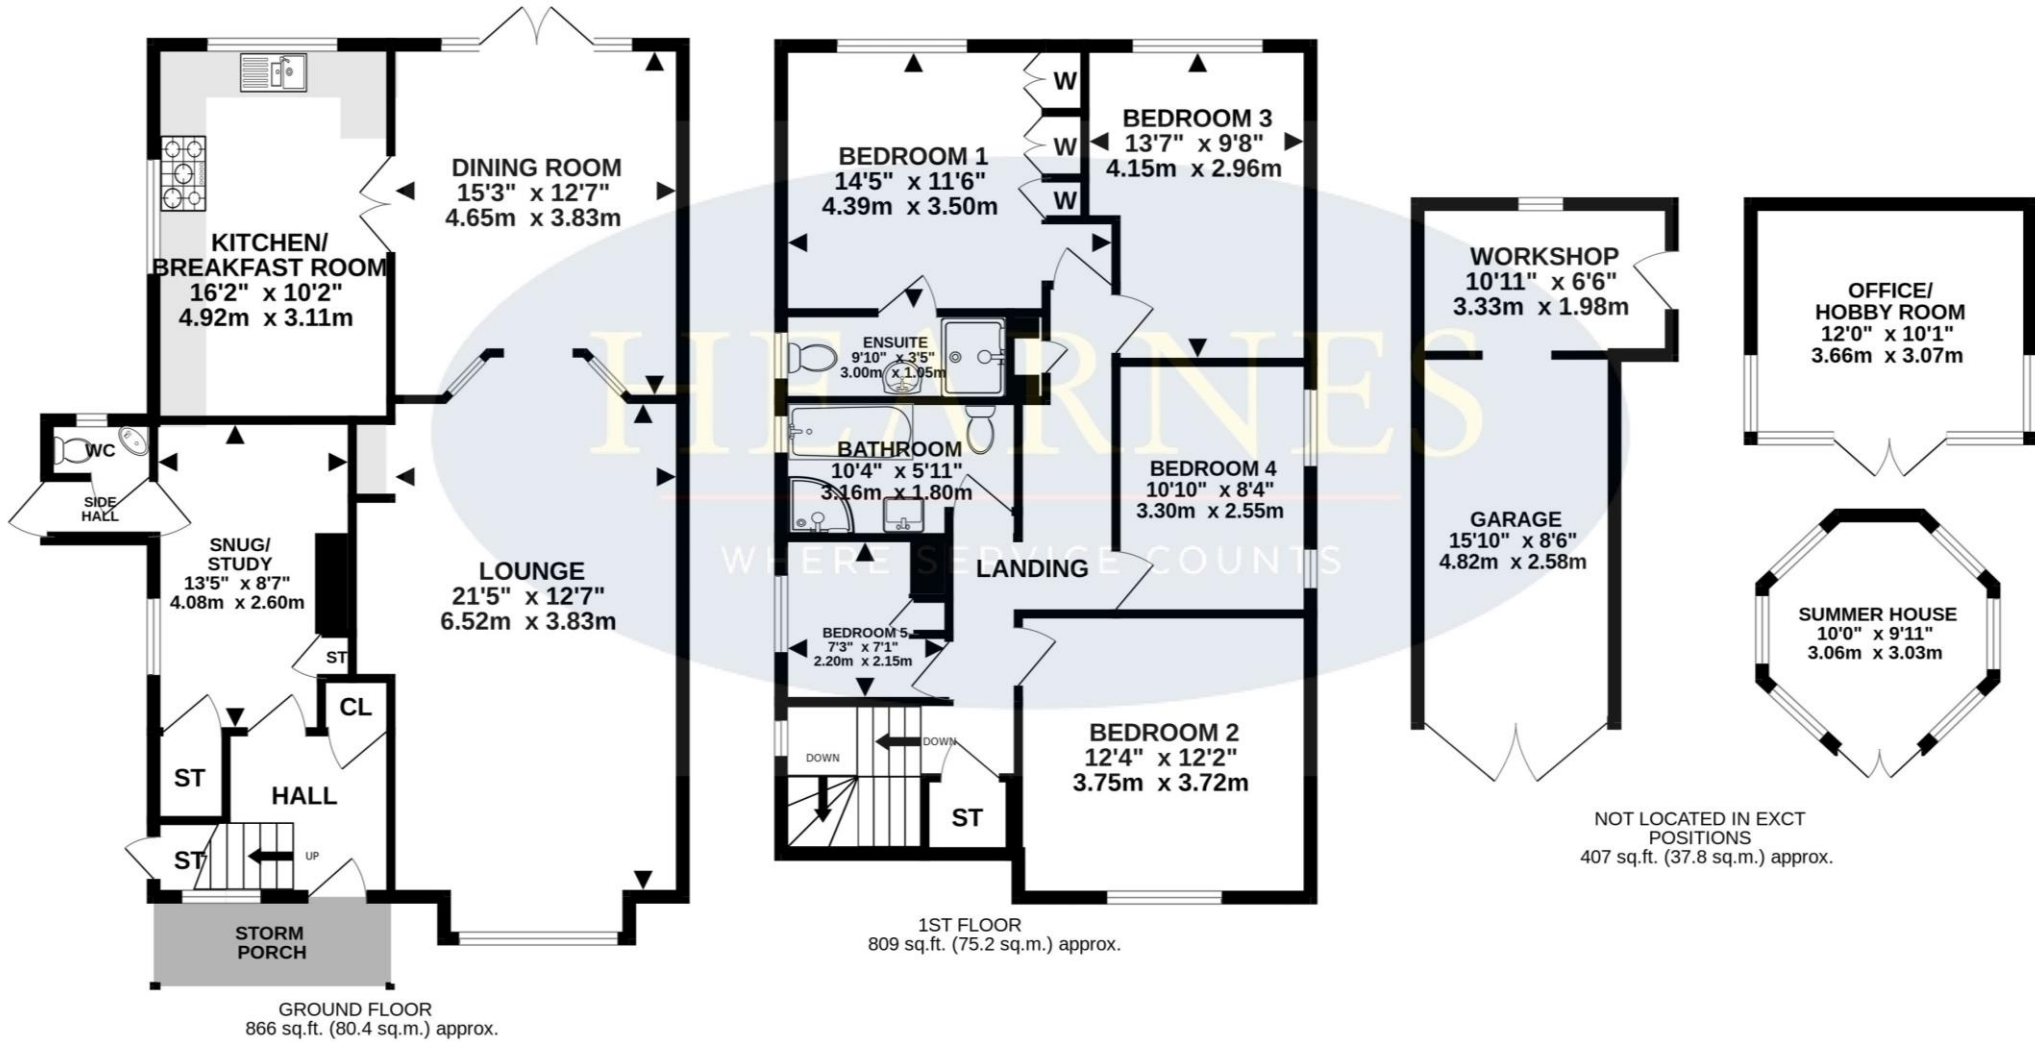 KITCHEN/
BREAKFAST ROOM
16'2" x 10'2"
4.92m x 3.11m
DINING ROOM
15'3" x 12'7"
4.65m x 3.83m
WC
SIDE
HALL
SNUG/
STUDY
13'5" x 8'7"
4.08m x 2.60m
LOUNGE
21'5" x 12'7"
6.52m x 3.83m
ST
CL
ST
HALL
ST
UP
STORM
PORCH
GROUND FLOOR
866 sq.ft. (80.4 sq.m.) approx.
BEDROOM 1
14'5" x 11'6"
4.39m x 3.50m
W
W
W
BEDROOM 3
13'7" x 9'8"
4.15m x 2.96m
ENSUITE
9'10" x 3'5"
3.00m x 1.05m
HEARNES
WHERE SERVICE COUNTS
BATHROOM
10'4" x 5'11"
3.16m x 1.80m
BEDROOM 4
10'10" x 8'4"
3.30m x 2.55m
LANDING
BEDROOM 5
7'3" x 7'1"
2.20m x 2.15m
DOWN
DOWN
ST
BEDROOM 2
12'4" x 12'2"
3.75m x 3.72m
1ST FLOOR
809 sq.ft. (75.2 sq.m.) approx.
WORKSHOP
10'11" x 6'6"
3.33m x 1.98m
GARAGE
15'10" x 8'6"
4.82m x 2.58m
OFFICE/
HOBBY ROOM
12'0" x 10'1"
3.66m x 3.07m
SUMMER HOUSE
10'0" x 9'11"
3.06m x 3.03m
NOT LOCATED IN EXCT
POSITIONS
407 sq.ft. (37.8 sq.m.) approx.